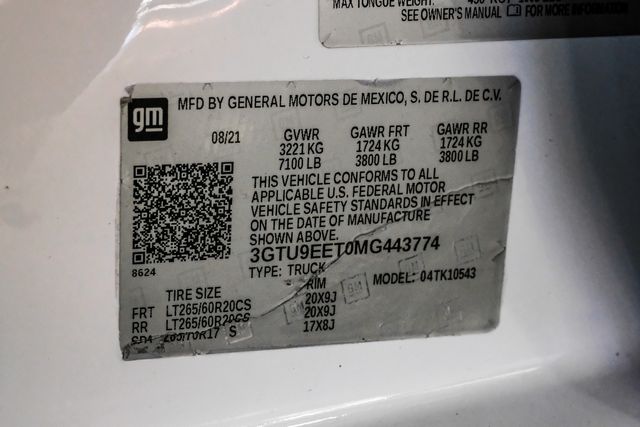 MAX TONGUE WEIGHT:
SEE OWNER'S MANUAL FOR MORE INFORMATION
gm MFD BY GENERAL MOTORS DE MEXICO, S. DE R.L. DE C.V.
08/21 GVWR GAWR FRT GAWR RR
3221 KG 1724 KG 1724 KG
7100 LB 3800 LB 3800 LB
THIS VEHICLE CONFORMS TO ALL
APPLICABLE U.S. FEDERAL MOTOR
VEHICLE SAFETY STANDARDS IN EFFECT
ON THE DATE OF MANUFACTURE
SHOWN ABOVE.
3GTU9EET0MG443774
8624
TYPE: TRUCK MODEL: 04TK10543
TIRE SIZE RIM
FRT LT265/60R20CS 20X9J
RR LT265/60R20CS 20X9J
17X8J